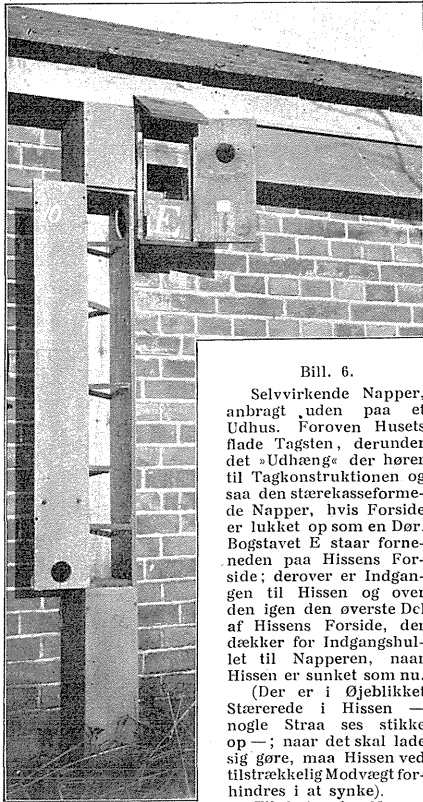 O
E
Bill. 6.
Selvvirkende Napper,
anbragt uden paa et
Udhus. Foroven Husets
flade Tagsten, derunder
det »Udhæng« der hører
til Tagkonstruktionen og
saa den stærekasseforme-
de Napper, hvis Forside
er lukket op som en Dør.
Bogstavet E staar forne-
neden paa Hissens For-
side; derover er Indgan-
gen til Hissen og over
den igen den øverste Del
af Hissens Forside, der
dækker for Indgangshul-
let til Napperen, naar
Hissen er sunket som nu.
(Der er i Øjeblikket
Stærerede i Hissen —
nogle Straa ses stikke
op —; naar det skal lade
sig gøre, maa Hissen ved
tilstrækkelig Modvægt for-
hindres i at synke).